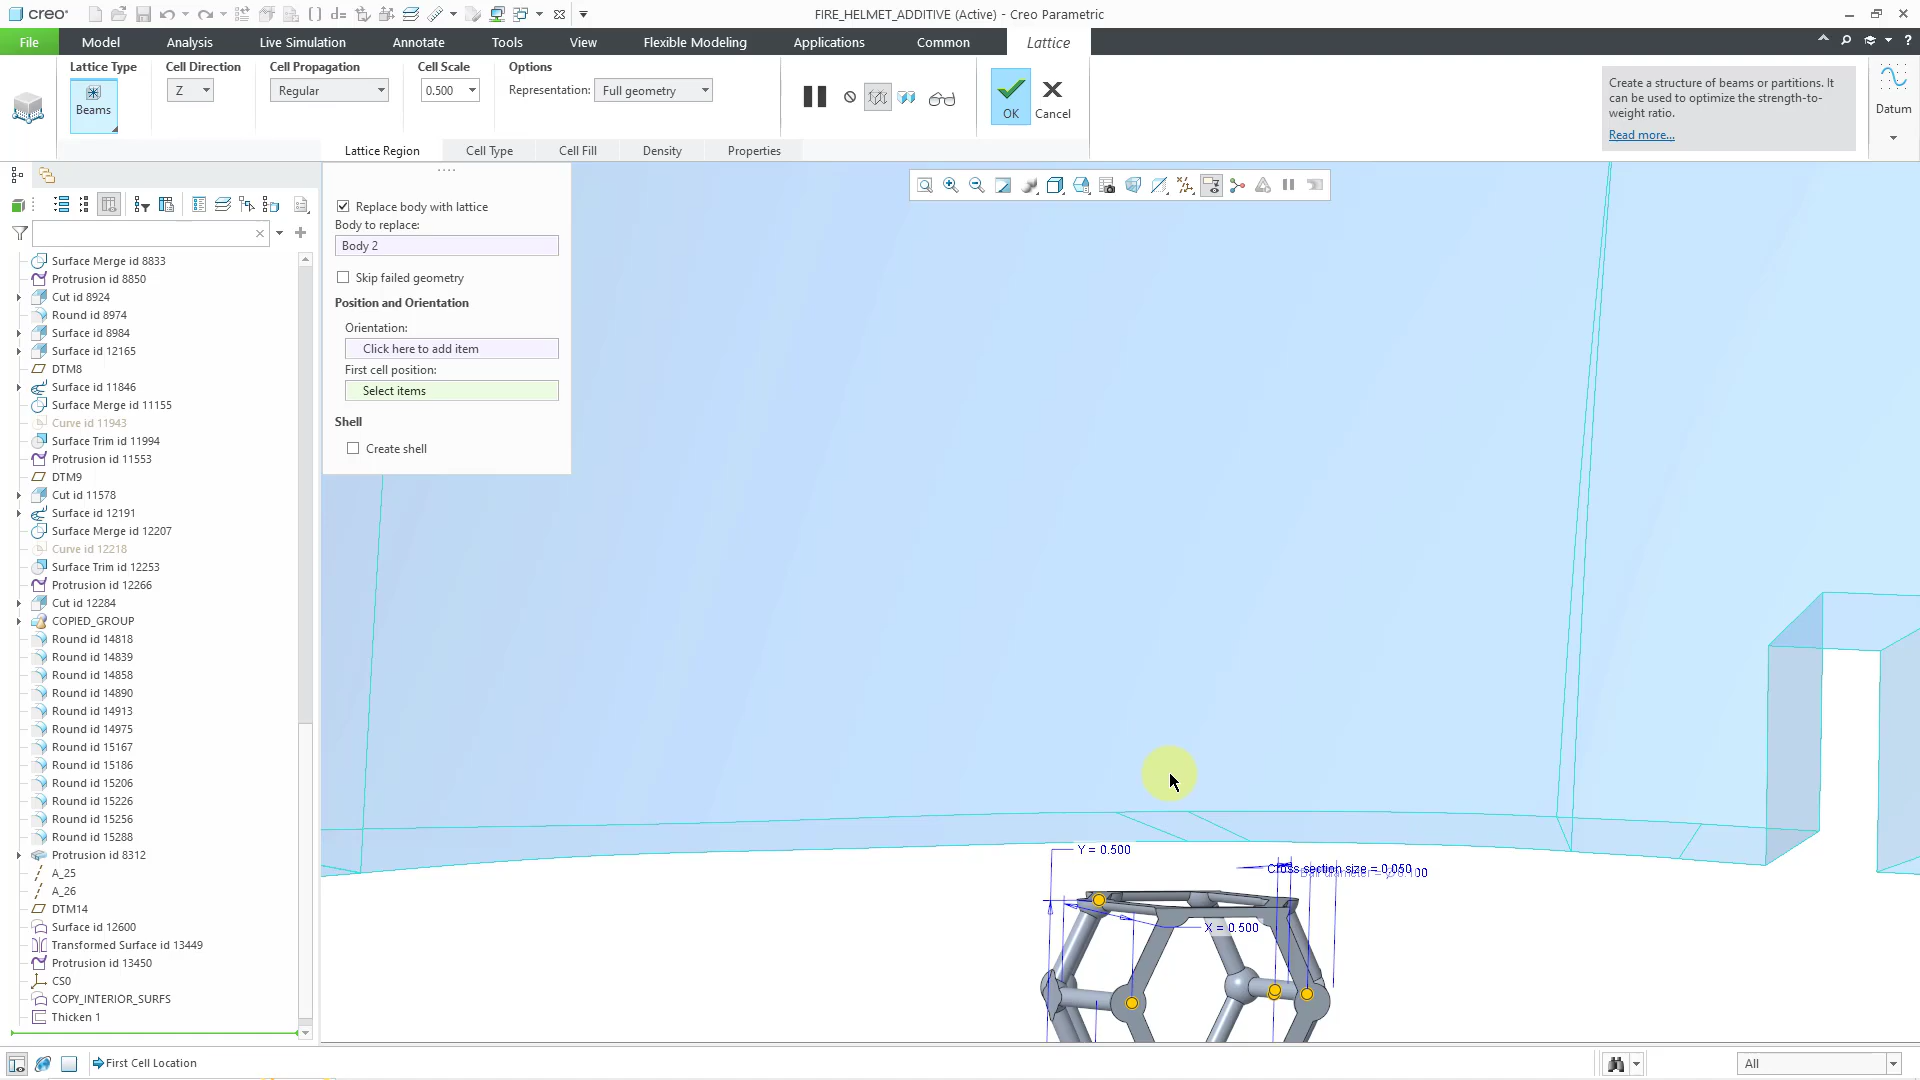 creo
FIRE_HELMET_ADDITIVE (Active) - Creo Parametric
File
Model
Analysis
Live Simulation
Annotate
Tools
View
Flexible Modeling
Applications
Common
Lattice
Lattice Type
Cell Direction
Cell Propagation
Cell Scale
Options
Beams
Z
Regular
0.500
Representation:
Full geometry
OK
Cancel
Create a structure of beams or partitions. It
can be used to optimize the strength-to-
weight ratio.
Read more...
Datum
Lattice Region
Cell Type
Cell Fill
Density
Properties
Replace body with lattice
Body to replace:
Body 2
Skip failed geometry
Position and Orientation
Orientation:
Click here to add item
First cell position:
Select items
Shell
Create shell
Surface Merge id 8833
Protrusion id 8850
Cut id 8924
Round id 8974
Surface id 8984
Surface id 12165
DTM8
Surface id 11846
Surface Merge id 11155
Curve id 11943
Surface Trim id 11994
Protrusion id 11553
DTM9
Cut id 11578
Surface id 12191
Surface Merge id 12207
Curve id 12218
Surface Trim id 12253
Protrusion id 12266
Cut id 12284
COPIED_GROUP
Round id 14818
Round id 14839
Round id 14858
Round id 14890
Round id 14913
Round id 14975
Round id 15167
Round id 15186
Round id 15206
Round id 15226
Round id 15256
Round id 15288
Protrusion id 8312
A_25
A_26
DTM14
Surface id 12600
Transformed Surface id 13449
Protrusion id 13450
CS0
COPY_INTERIOR_SURFS
Thicken 1
Y = 0.500
Cross section size = 0.050
X = 0.500
First Cell Location
All